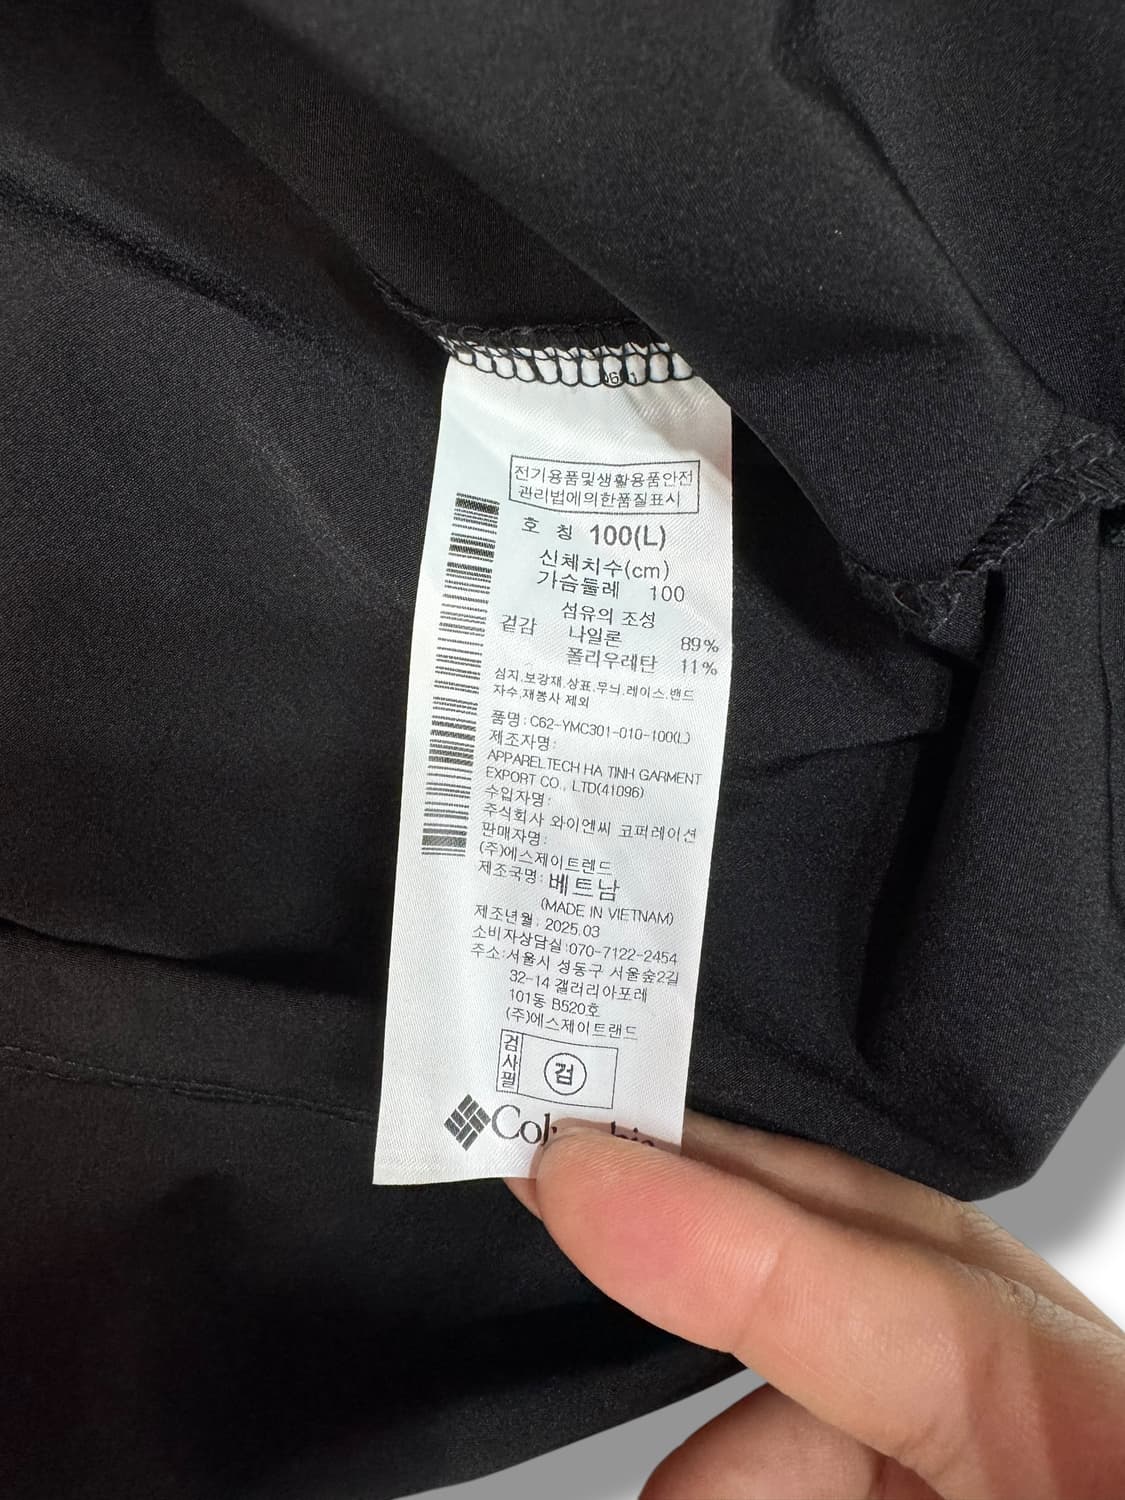 전기용품및생활용품안전
관리법에의한품질표시
호 칭 100(L)
신체치수(cm)
가슴둘레 100
섬유의 조성
겉감 나일론 89%
폴리우레탄 11%
심지.보강재.상표.무늬.레이스.밴드
자수.재봉사 제외
품명:C62-YMC301-010-100(L)
제조자명:
APPARELTECH HA TINH GARMENT
EXPORT CO., LTD(41096)
수입자명:
주식회사 와이엔씨 코퍼레이션
판매자명:
(주)에스제이트렌드
제조국명:베트남
(MADE IN VIETNAM)
제조년월: 2025.03
소비자상담실:070-7122-2454
주소:서울시 성동구 서울숲2길
32-14 갤러리아포레
101동 B520호
(주)에스제이트랜드
검사필
검